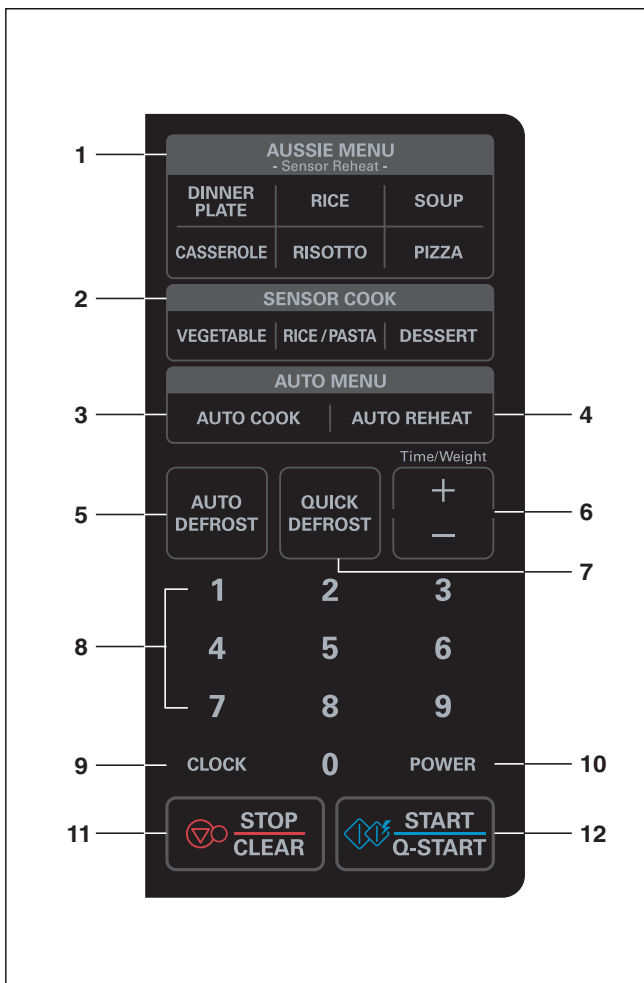 1
AUSSIE MENU
- Sensor Reheat -
DINNER PLATE RICE SOUP
CASSEROLE RISOTTO PIZZA
2
SENSOR COOK
VEGETABLE RICE / PASTA DESSERT
AUTO MENU
3 AUTO COOK AUTO REHEAT 4
Time/Weight
5 AUTO DEFROST QUICK DEFROST + – 6
7
1 2 3
8 4 5 6
7 8 9
9 CLOCK 0 POWER 10
11 STOP CLEAR START Q-START 12